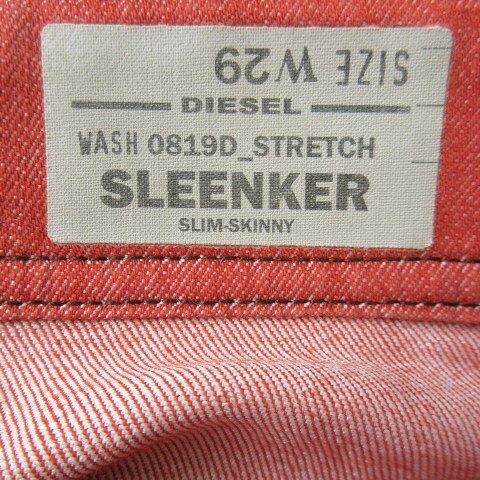 SIZE W29
DIESEL
WASH 0819D_STRETCH
SLEENKER
SLIM-SKINNY